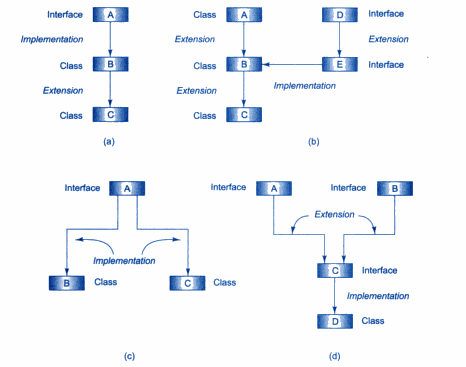 Interface A
Implementation
Class B
Extension
Class C
(a)
Class A D Interface
Extension Extension
Class B E Interface
Extension Implementation
Class C
(b)
Interface A
Implementation
B Class C Class
(c)
Interface A Interface B
Extension
C Interface
Implementation
D Class
(d)